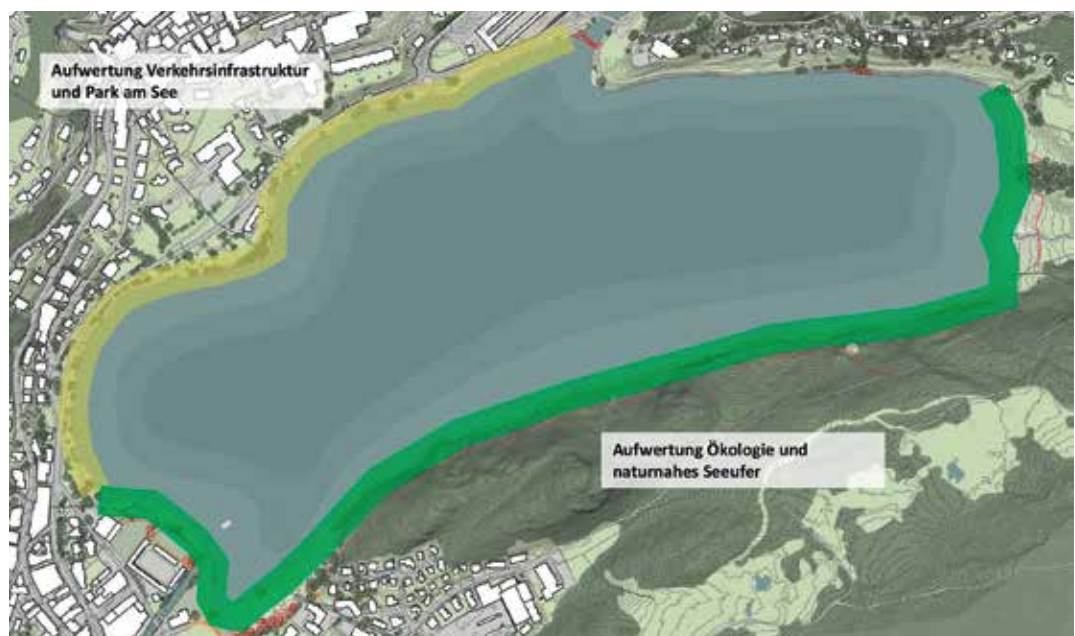 Aufwertung Verkehrsinfrastruktur
und Park am See
Aufwertung Ökologie und
naturnahes Seeufer